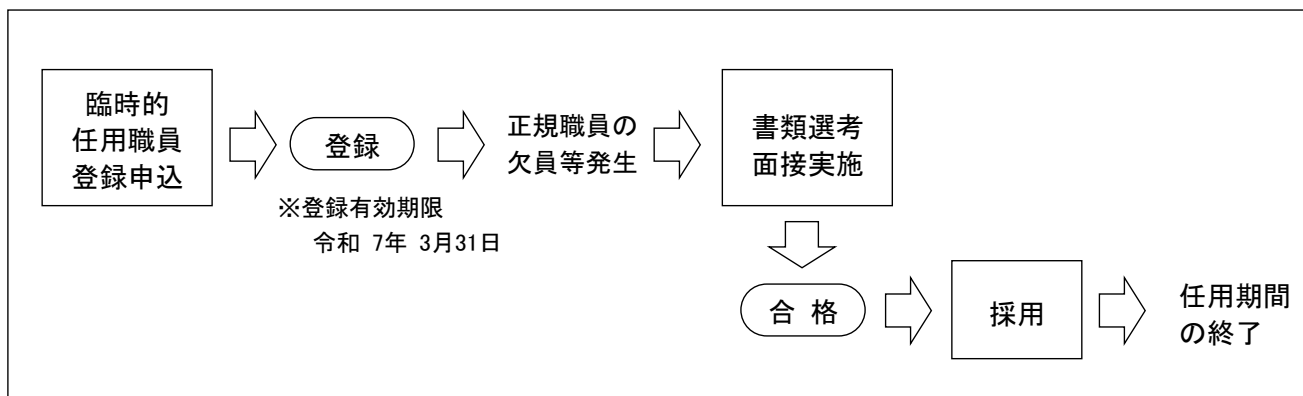 臨時的
任用職員
登録申込
登録
※登録有効期限
令和 7年 3月31日
正規職員の
欠員等発生
書類選考
面接実施
合 格
採用
任用期間
の終了